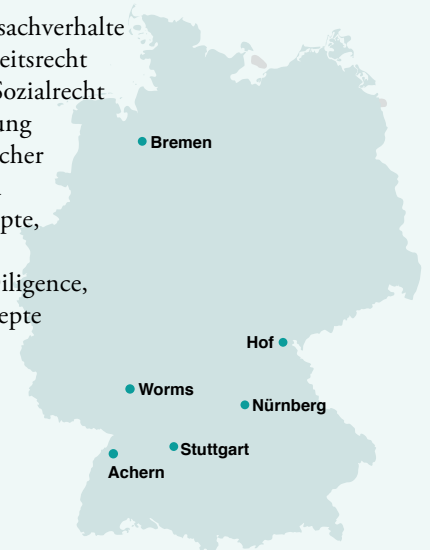 sachverhalte
eitsrecht
Sozialrecht
ung
cher
pte,
iligence,
epte
Bremen
Hof
Worms
Nürnberg
Stuttgart
Achern